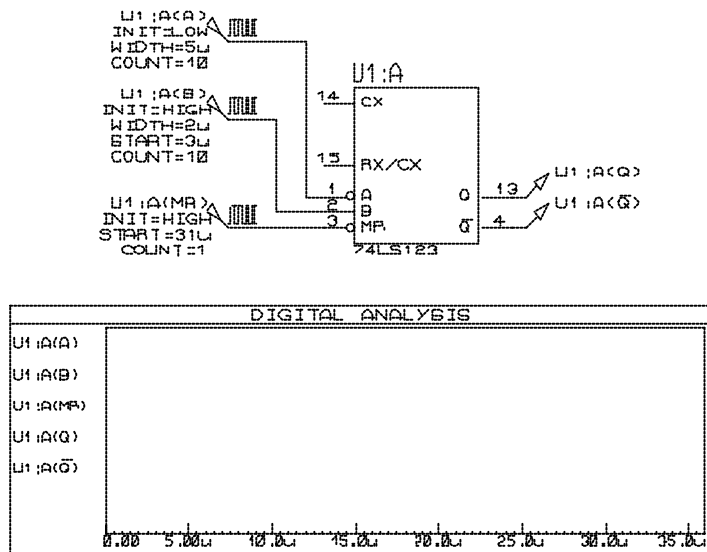 U1:A(A)
INIT=LOW
WIDTH=5u
COUNT=10
U1:A(B)
INIT=HIGH
WIDTH=2u
START=3u
COUNT=10
U1:A(MR)
INIT=HIGH
START=31u
COUNT=1
U1:A
14
CX
15
RX/CX
1
A
2
B
3
MR
Q
13
U1:A(Q)
Q̅
4
U1:A(Q̅)
74LS123
DIGITAL ANALYSIS
U1:A(A)
U1:A(B)
U1:A(MR)
U1:A(Q)
U1:A(Q̅)
0.00 5.00u 10.0u 15.0u 20.0u 25.0u 30.0u 35.0u